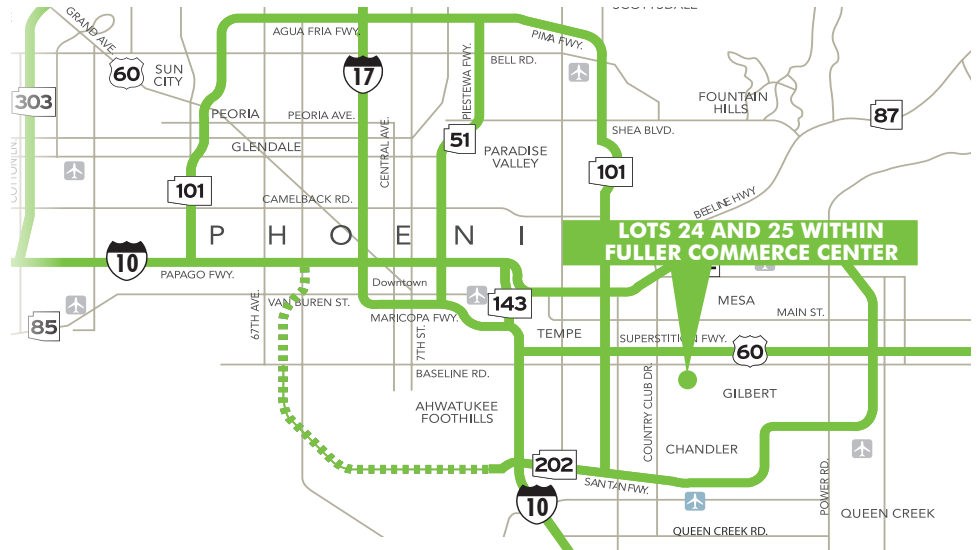 SCOTTSDALE
GRAND AVE.
AGUA FRIA FWY.
PIMA FWY.
PIESTEWA FWY.
BELL RD.
60
SUN
CITY
17
303
FOUNTAIN
HILLS
87
PEORIA
PEORIA AVE.
CENTRAL AVE.
51
SHEA BLVD.
GLENDALE
PARADISE
VALLEY
COTTON LN.
101
101
CAMELBACK RD.
BEELINE HWY
P H O E N I
LOTS 24 AND 25 WITHIN
FULLER COMMERCE CENTER
10
PAPAGO FWY.
Downtown
67TH AVE.
VAN BUREN ST.
143
MESA
MAIN ST.
85
MARICOPA FWY.
7TH ST.
TEMPE
SUPERSTITION FWY.
60
BASELINE RD.
COUNTRY CLUB DR.
GILBERT
AHWATUKEE
FOOTHILLS
CHANDLER
202
SANTAN FWY.
POWER RD.
10
QUEEN CREEK
QUEEN CREEK RD.